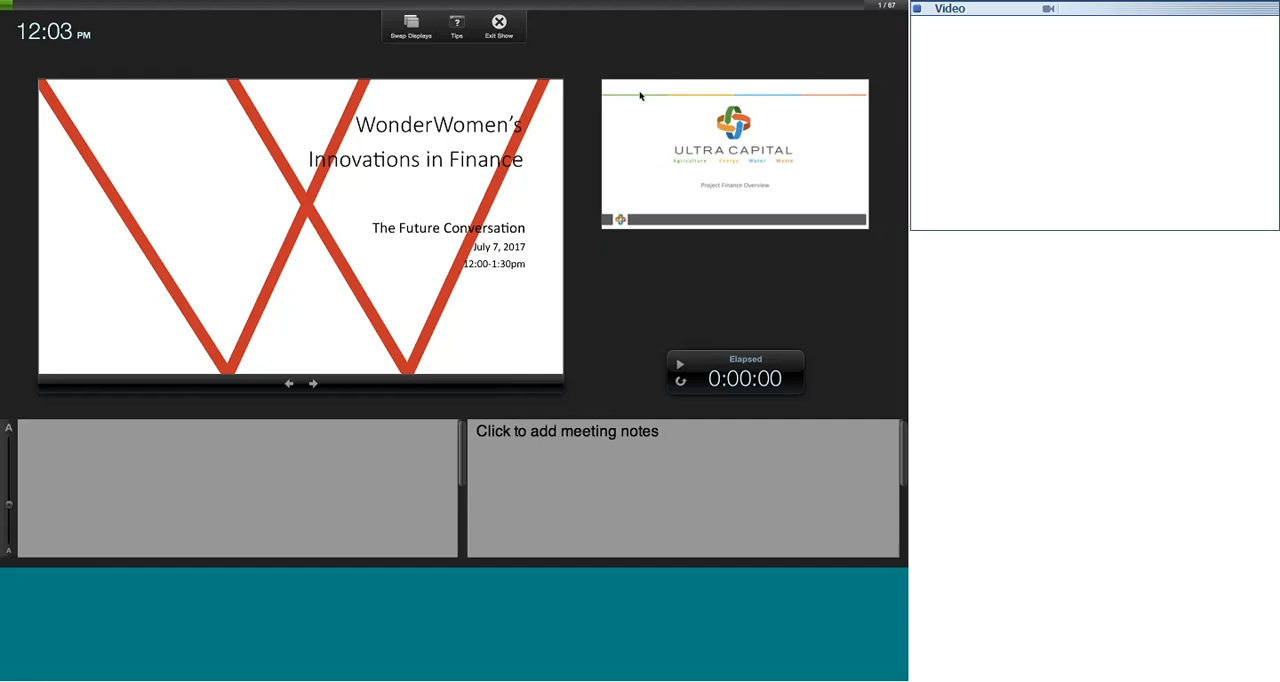 1 / 67
Video
12:03 PM
Swap Displays
Tips
Exit Show
WonderWomen's
Innovations in Finance
The Future Conversation
July 7, 2017
12:00-1:30pm
ULTRA CAPITAL
Agriculture Energy Water Waste
Project Finance Overview
Elapsed
0:00:00
A
A
Click to add meeting notes